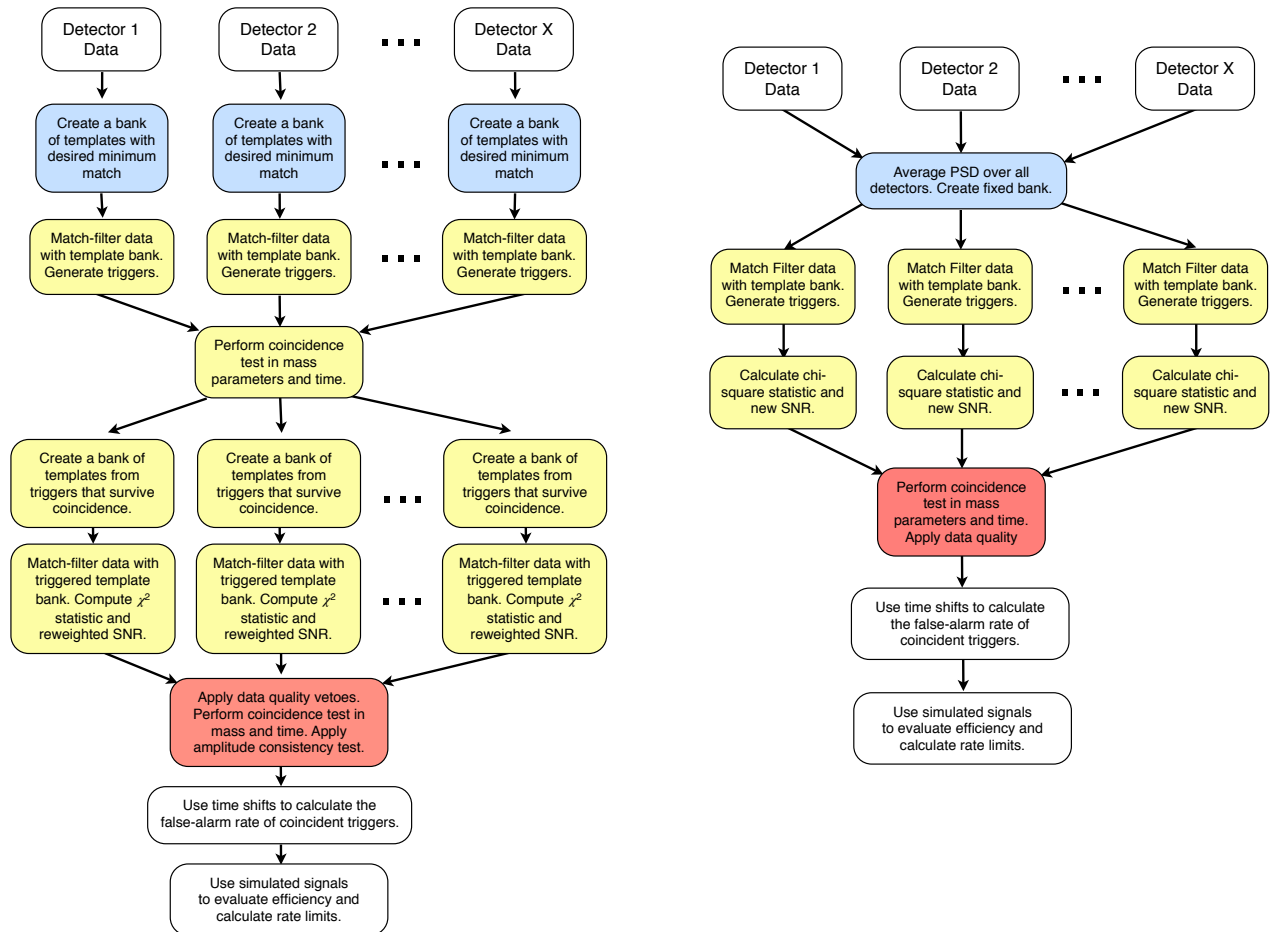 Detector 1
Data
Detector 2
Data
Detector X
Data
Create a bank
of templates with
desired minimum
match
Create a bank
of templates with
desired minimum
match
Create a bank
of templates with
desired minimum
match
Match-filter data
with template bank.
Generate triggers.
Match-filter data
with template bank.
Generate triggers.
Match-filter data
with template bank.
Generate triggers.
Perform coincidence
test in mass
parameters and time.
Create a bank of
templates from
triggers that survive
coincidence.
Create a bank of
templates from
triggers that survive
coincidence.
Create a bank of
templates from
triggers that survive
coincidence.
Match-filter data with
triggered template
bank. Compute χ²
statistic and
reweighted SNR.
Match-filter data with
triggered template
bank. Compute χ²
statistic and
reweighted SNR.
Match-filter data with
triggered template
bank. Compute χ²
statistic and
reweighted SNR.
Apply data quality vetoes.
Perform coincidence test in
mass and time. Apply
amplitude consistency test.
Use time shifts to calculate the
false-alarm rate of coincident triggers.
Use simulated signals
to evaluate efficiency and
calculate rate limits.
Detector 1
Data
Detector 2
Data
Detector X
Data
Average PSD over all
detectors. Create fixed bank.
Match Filter data
with template bank.
Generate triggers.
Match Filter data
with template bank.
Generate triggers.
Match Filter data
with template bank.
Generate triggers.
Calculate chi-
square statistic and
new SNR.
Calculate chi-
square statistic and
new SNR.
Calculate chi-
square statistic and
new SNR.
Perform coincidence
test in mass
parameters and time.
Apply data quality
Use time shifts to calculate
the false-alarm rate of
coincident triggers.
Use simulated signals
to evaluate efficiency and
calculate rate limits.